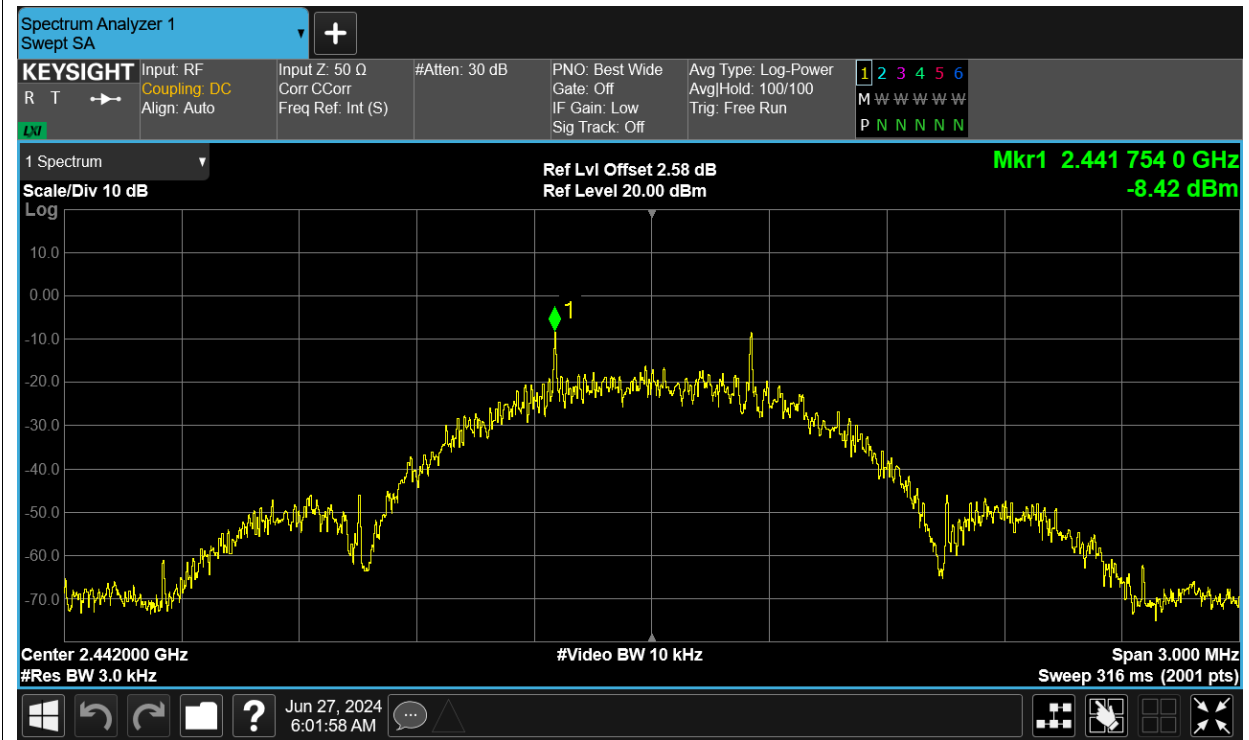 Spectrum Analyzer 1
Swept SA
+
KEYSIGHT
R T
LXI
Input: RF
Coupling: DC
Align: Auto
Input Z: 50 Ω
Corr CCorr
Freq Ref: Int (S)
#Atten: 30 dB
PNO: Best Wide
Gate: Off
IF Gain: Low
Sig Track: Off
Avg Type: Log-Power
Avg|Hold: 100/100
Trig: Free Run
1 2 3 4 5 6
M W W W W W
P N N N N N
1 Spectrum
Scale/Div 10 dB
Ref Lvl Offset 2.58 dB
Ref Level 20.00 dBm
Mkr1 2.441 754 0 GHz
-8.42 dBm
Log
10.0
0.00
1
-10.0
-20.0
-30.0
-40.0
-50.0
-60.0
-70.0
Center 2.442000 GHz
#Res BW 3.0 kHz
#Video BW 10 kHz
Span 3.000 MHz
Sweep 316 ms (2001 pts)
?
Jun 27, 2024
6:01:58 AM